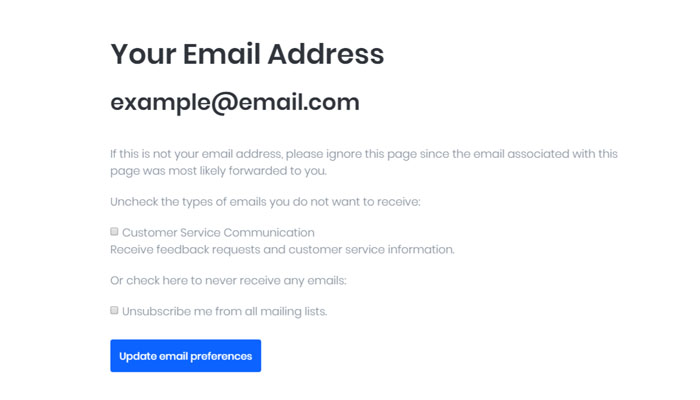 Your Email Address
example@email.com
If this is not your email address, please ignore this page since the email associated with this
page was most likely forwarded to you.
Uncheck the types of emails you do not want to receive:
Customer Service Communication
Receive feedback requests and customer service information.
Or check here to never receive any emails:
Unsubscribe me from all mailing lists.
Update email preferences